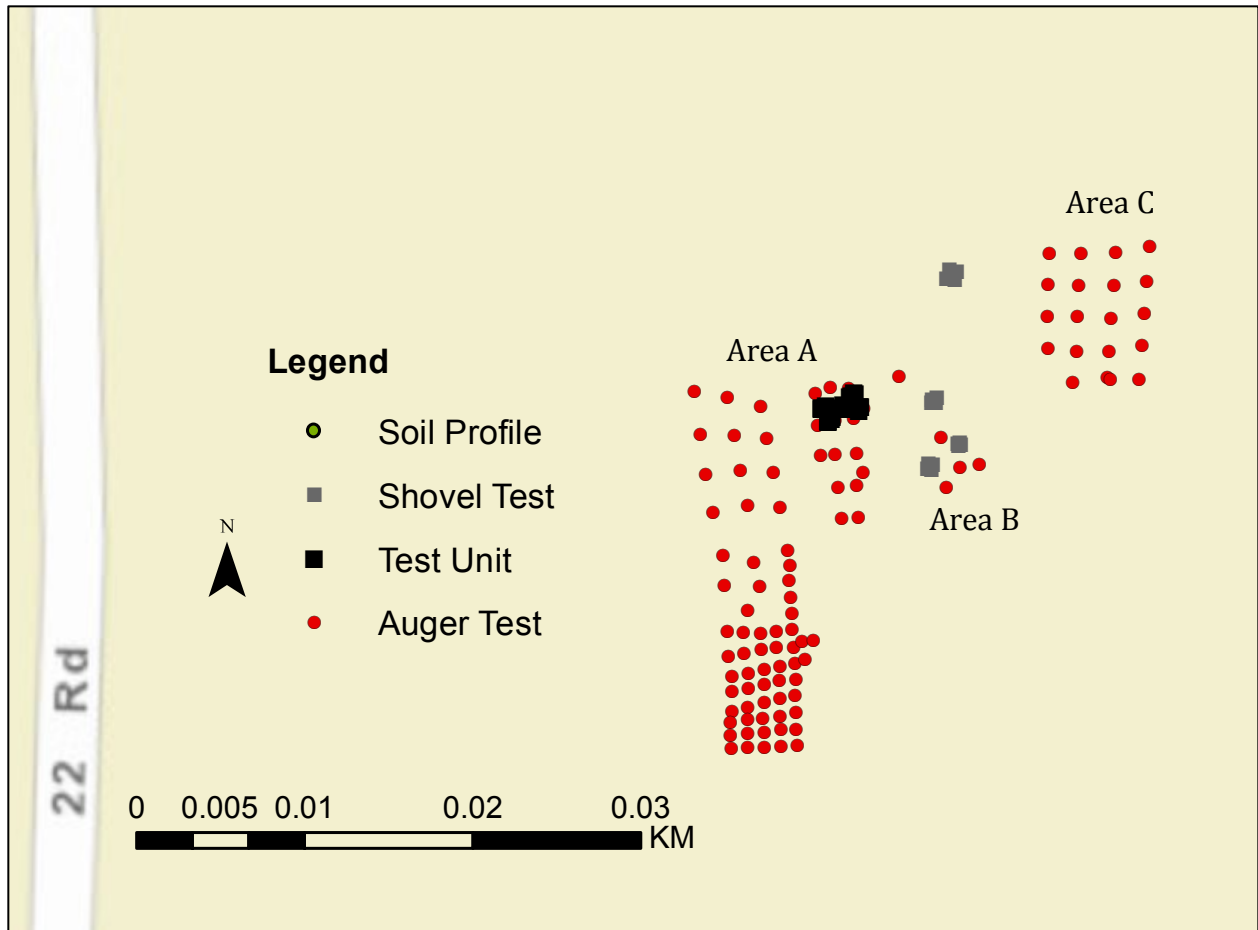 Area C
Area A
Legend
Soil Profile
Shovel Test
Area B
N
Test Unit
Auger Test
22 Rd
0 0.005 0.01 0.02 0.03
KM